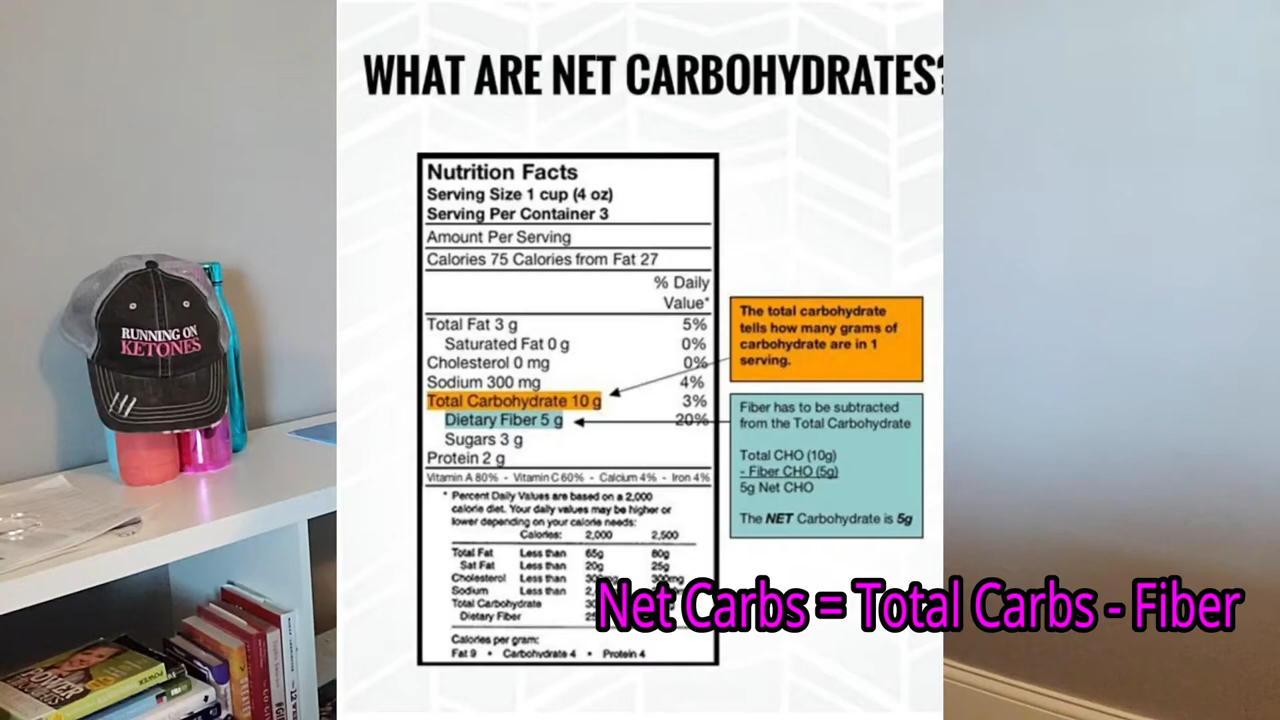 WHAT ARE NET CARBOHYDRATES?
Nutrition Facts
Serving Size 1 cup (4 oz)
Serving Per Container 3
Amount Per Serving
Calories 75 Calories from Fat 27
% Daily
Value*
Total Fat 3 g 5%
Saturated Fat 0 g 0%
Cholesterol 0 mg 0%
Sodium 300 mg 4%
Total Carbohydrate 10 g 3%
Dietary Fiber 5 g 20%
Sugars 3 g
Protein 2 g
Vitamin A 80% - Vitamin C 60% - Calcium 4% - Iron 4%
* Percent Daily Values are based on a 2,000
calorie diet. Your daily values may be higher or
lower depending on your calorie needs:
Calories: 2,000 2,500
Total Fat Less than 65g 80g
Sat Fat Less than 20g 25g
Cholesterol Less than 300mg 300mg
Sodium Less than
Total Carbohydrate
Dietary Fiber
Calories per gram:
Fat 9 • Carbohydrate 4 • Protein 4
The total carbohydrate
tells how many grams of
carbohydrate are in 1
serving.
Fiber has to be subtracted
from the Total Carbohydrate
Total CHO (10g)
- Fiber CHO (5g)
5g Net CHO
The NET Carbohydrate is 5g
Net Carbs = Total Carbs - Fiber
RUNNING ON
KETONES